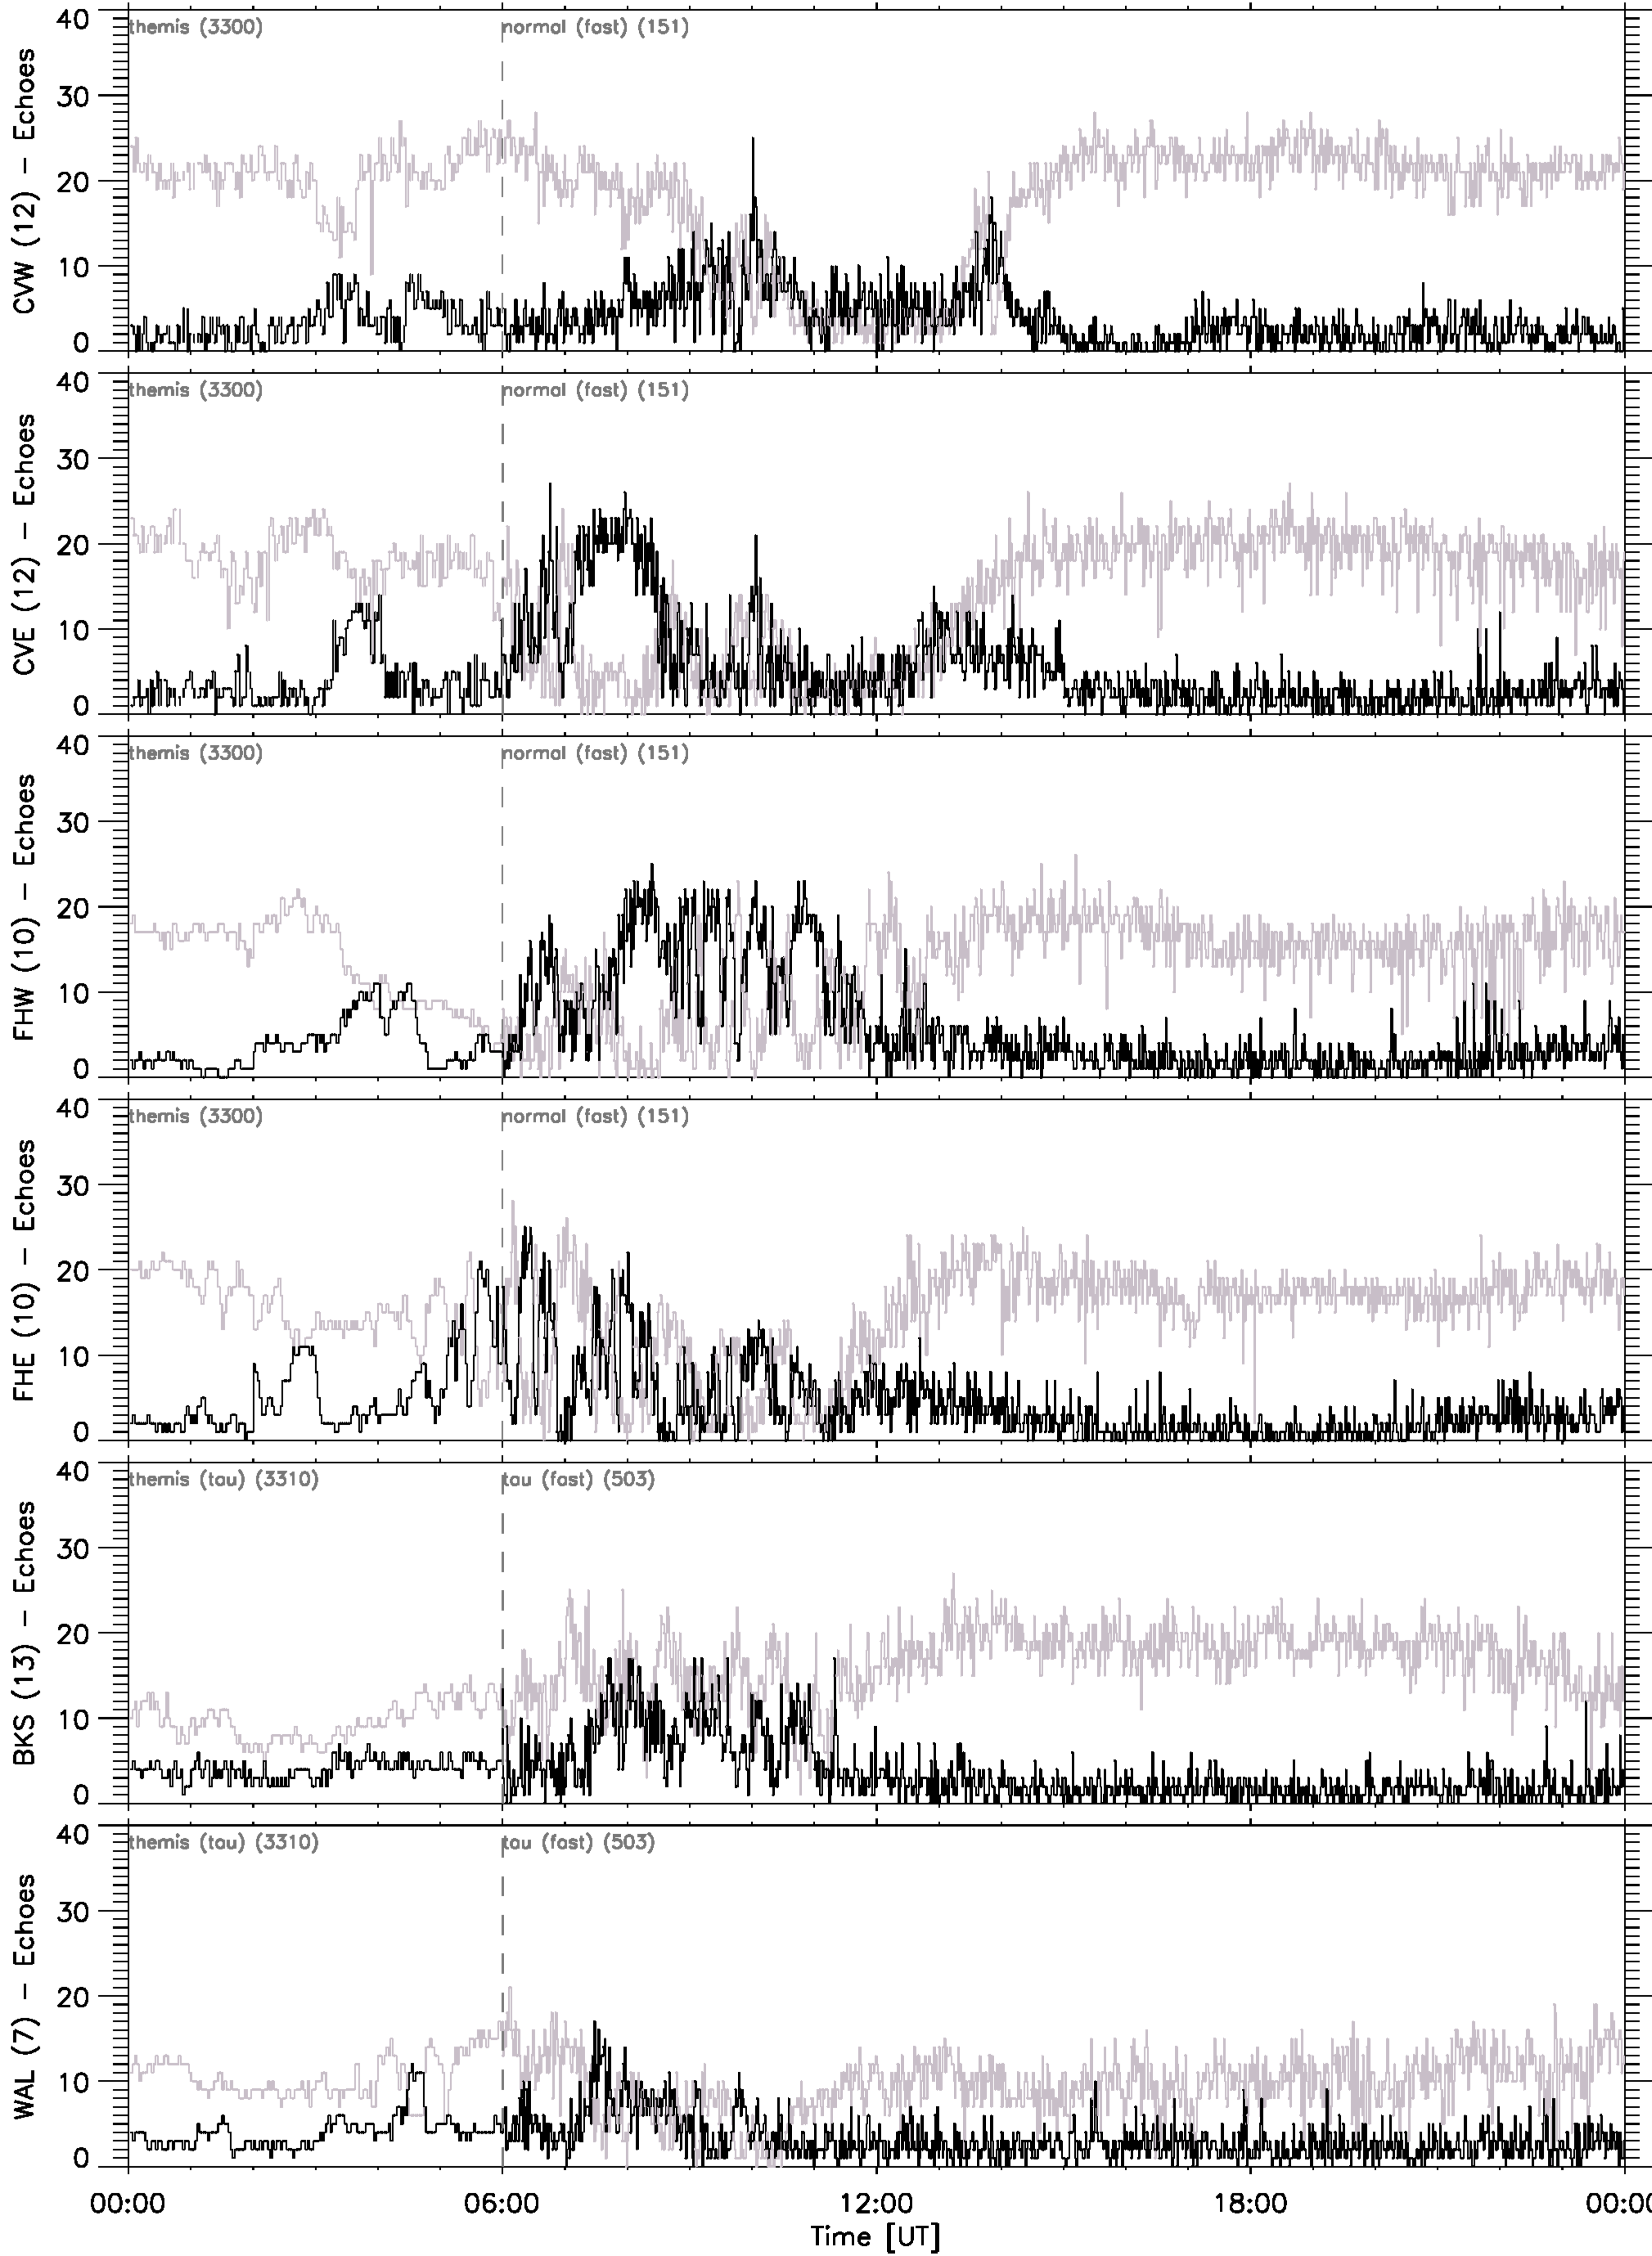 CVW (12) – Echoes
40
30
20
10
0
themis (3300)
normal (fast) (151)
CVE (12) – Echoes
40
30
20
10
0
themis (3300)
normal (fast) (151)
FHW (10) – Echoes
40
30
20
10
0
themis (3300)
normal (fast) (151)
FHE (10) – Echoes
40
30
20
10
0
themis (3300)
normal (fast) (151)
BKS (13) – Echoes
40
30
20
10
0
themis (tau) (3310)
tau (fast) (503)
WAL (7) – Echoes
40
30
20
10
0
themis (tau) (3310)
tau (fast) (503)
00:00
06:00
12:00
18:00
00:00
Time [UT]